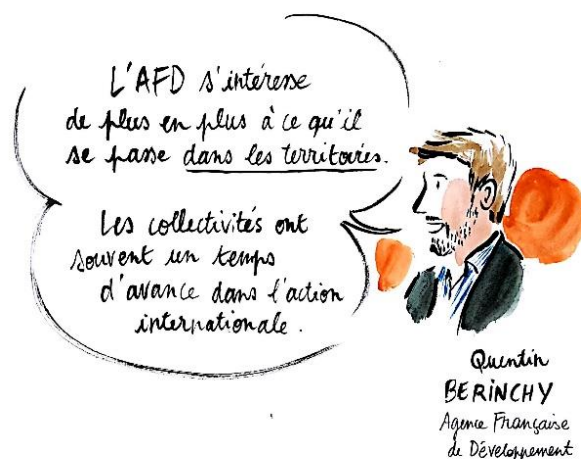 L'AFD s'intéresse
de plus en plus à ce qu'il
se passe dans les territoires.
Les collectivités ont
souvent un temps
d'avance dans l'action
internationale.
Quentin
BERINCHY
Agence Française
de Développement